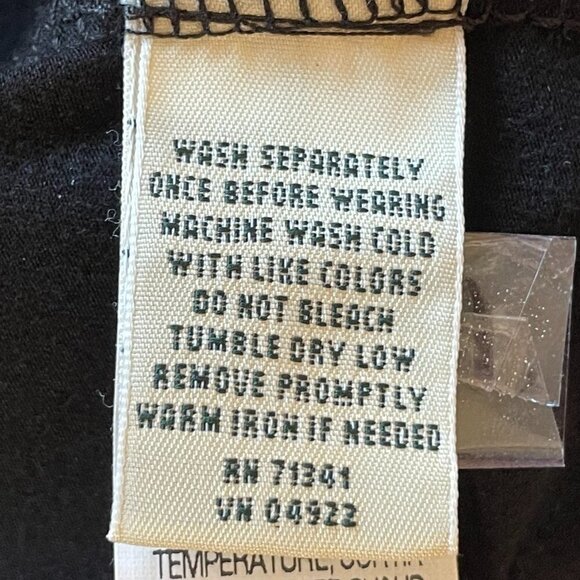 WASH SEPARATELY
ONCE BEFORE WEARING
MACHINE WASH COLD
WITH LIKE COLORS
DO NOT BLEACH
TUMBLE DRY LOW
REMOVE PROMPTLY
WARM IRON IF NEEDED
RN 71341
VN 04922
TEMPERATURE,